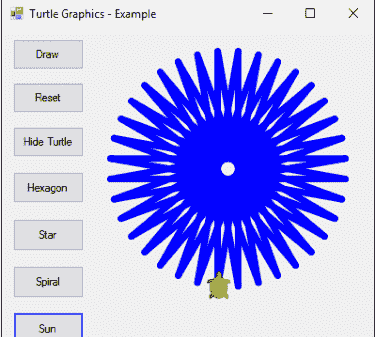 Turtle Graphics - Example
Draw
Reset
Hide Turtle
Hexagon
Star
Spiral
Sun